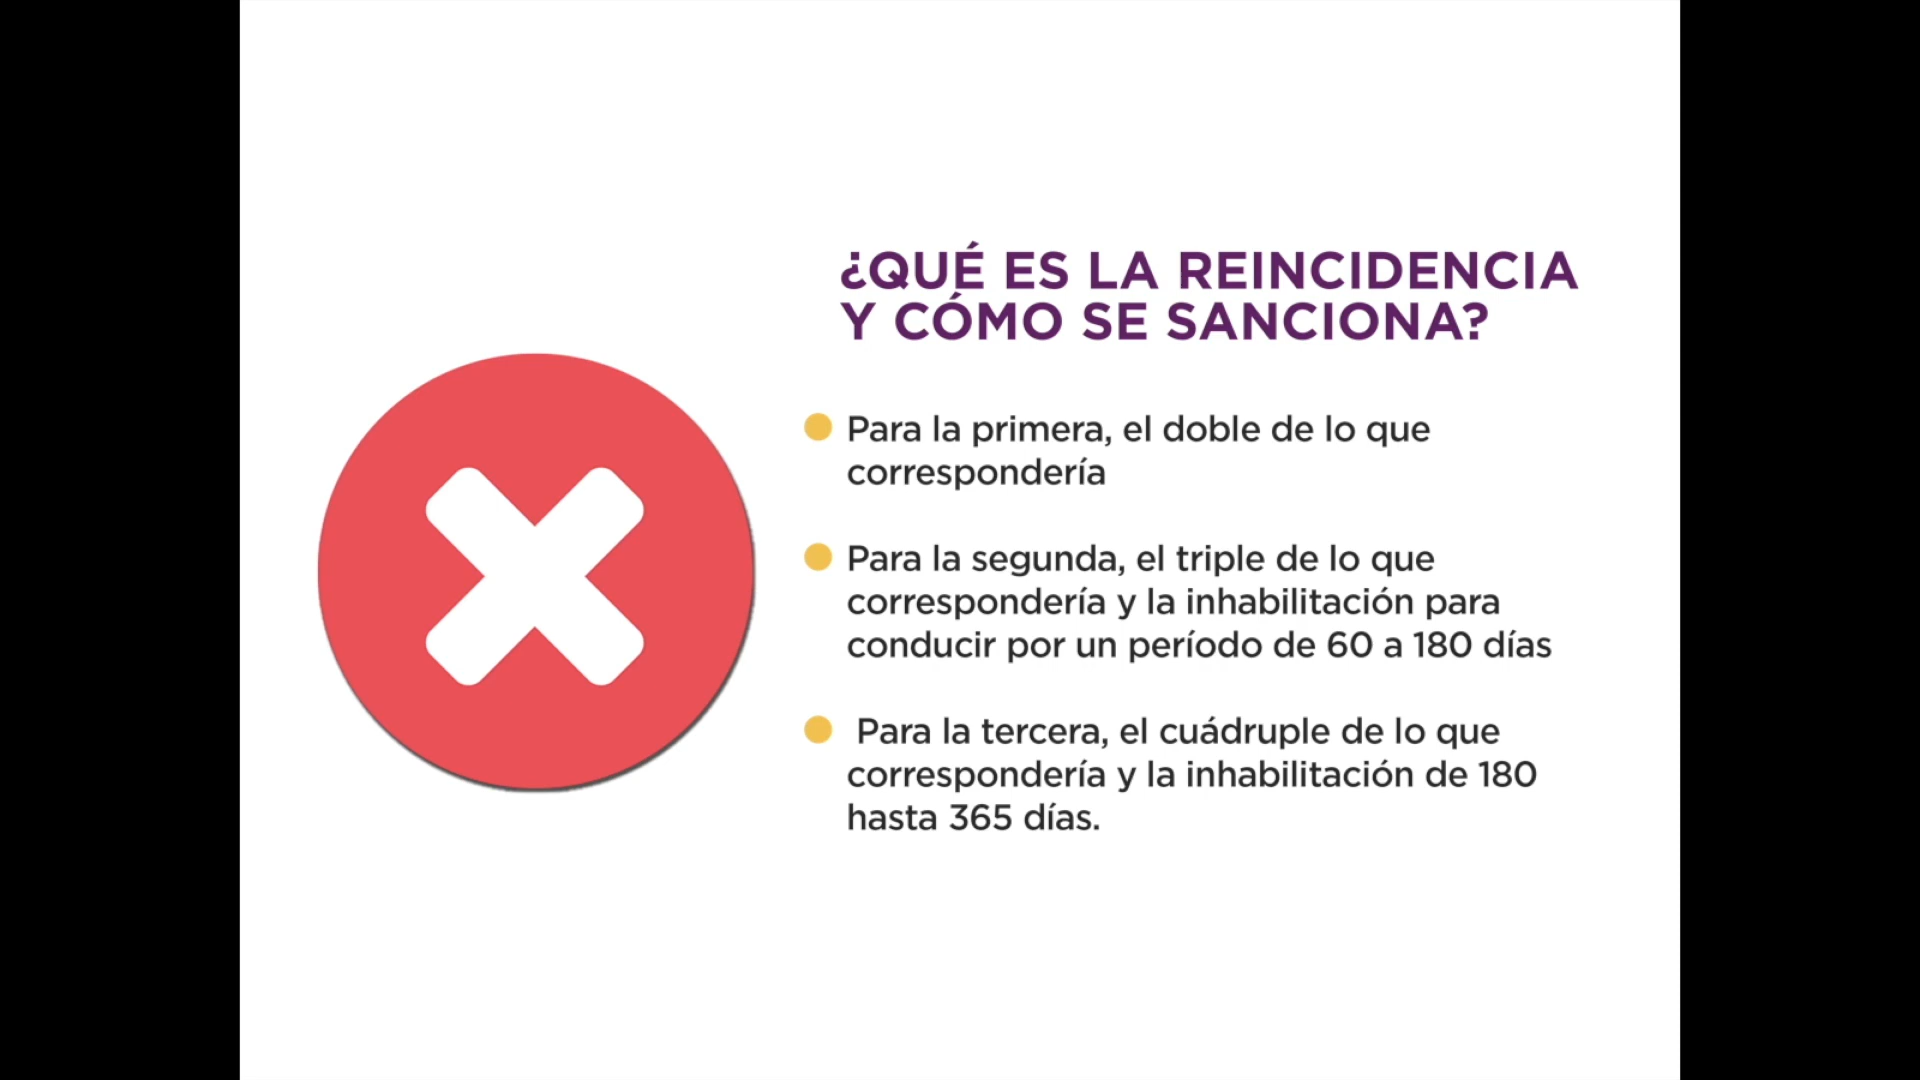 ¿QUÉ ES LA REINCIDENCIA
Y CÓMO SE SANCIONA?
Para la primera, el doble de lo que
correspondería
Para la segunda, el triple de lo que
correspondería y la inhabilitación para
conducir por un período de 60 a 180 días
Para la tercera, el cuádruple de lo que
correspondería y la inhabilitación de 180
hasta 365 días.